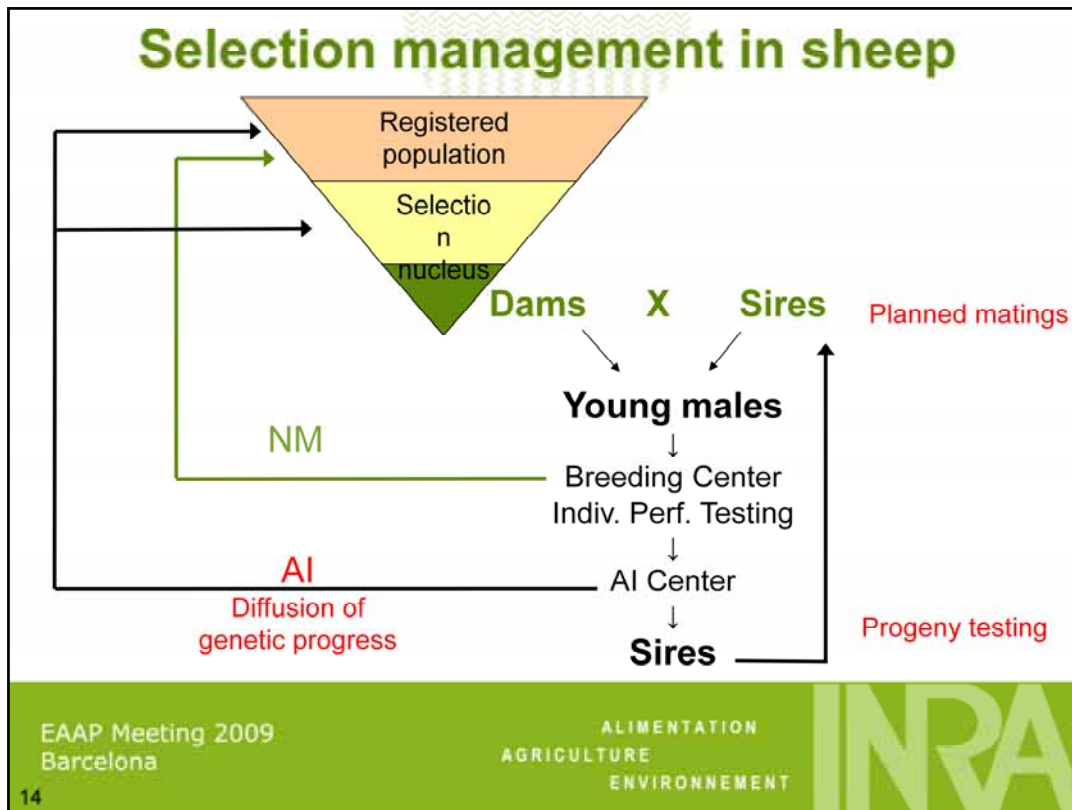 Selection management in sheep
Registered
population
Selectio
n
nucleus
Dams X Sires
Planned matings
Young males
NM
Breeding Center
Indiv. Perf. Testing
AI
AI Center
Diffusion of
genetic progress
Progeny testing
Sires
EAAP Meeting 2009
Barcelona
ALIMENTATION
AGRICULTURE
ENVIRONNEMENT
INRA
14